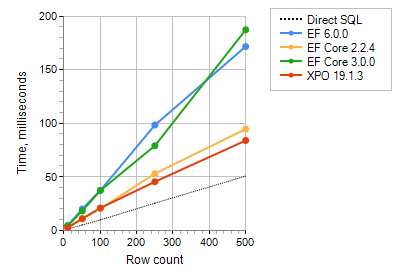 200
150
100
50
0
0
100
200
300
400
500
Time, milliseconds
Row count
Direct SQL
EF 6.0.0
EF Core 2.2.4
EF Core 3.0.0
XPO 19.1.3